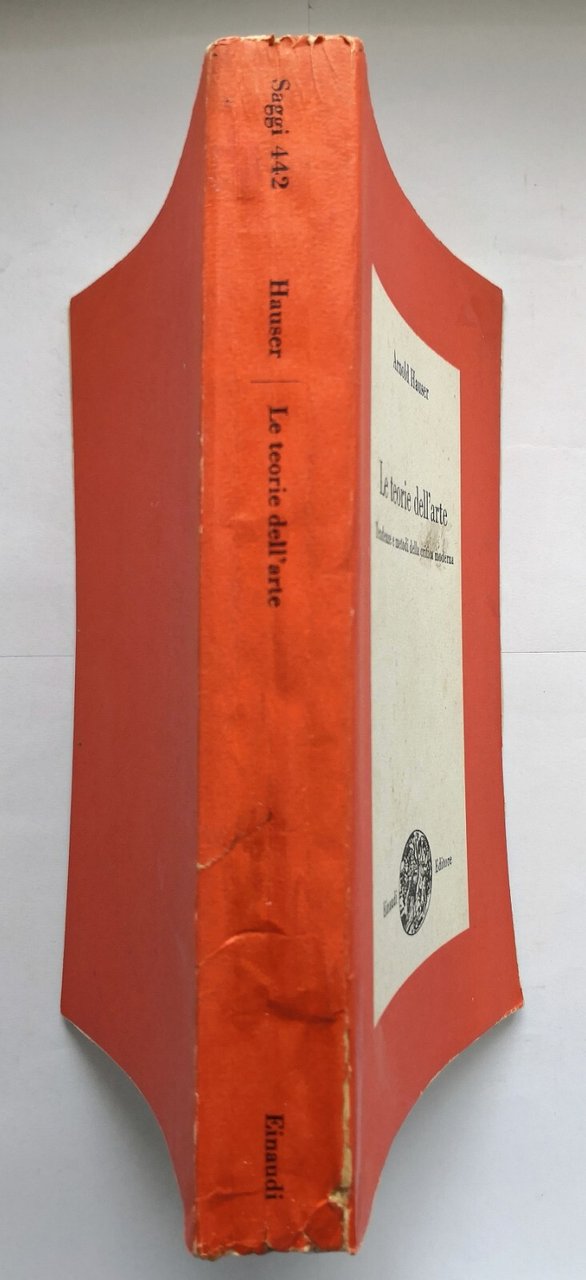 Saggi 442
Hauser | Le teorie dell'arte
Einaudi
Arnold Hauser
Le teorie dell'arte
Tendenze e metodi della critica moderna
Einaudi
Editore